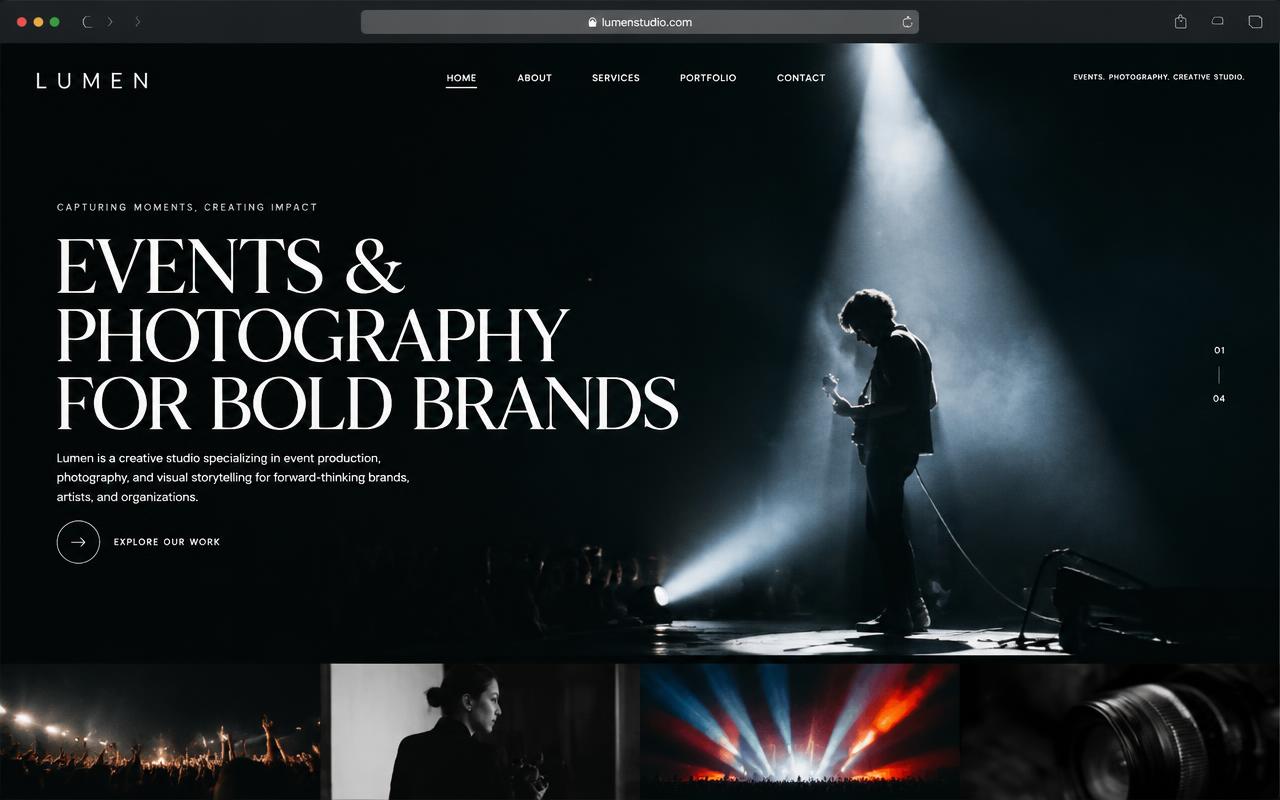 lumenstudio.com
LUMEN
HOME
ABOUT
SERVICES
PORTFOLIO
CONTACT
EVENTS. PHOTOGRAPHY. CREATIVE STUDIO.
CAPTURING MOMENTS, CREATING IMPACT
EVENTS &
PHOTOGRAPHY
FOR BOLD BRANDS
Lumen is a creative studio specializing in event production,
photography, and visual storytelling for forward-thinking brands,
artists, and organizations.
EXPLORE OUR WORK
01
04